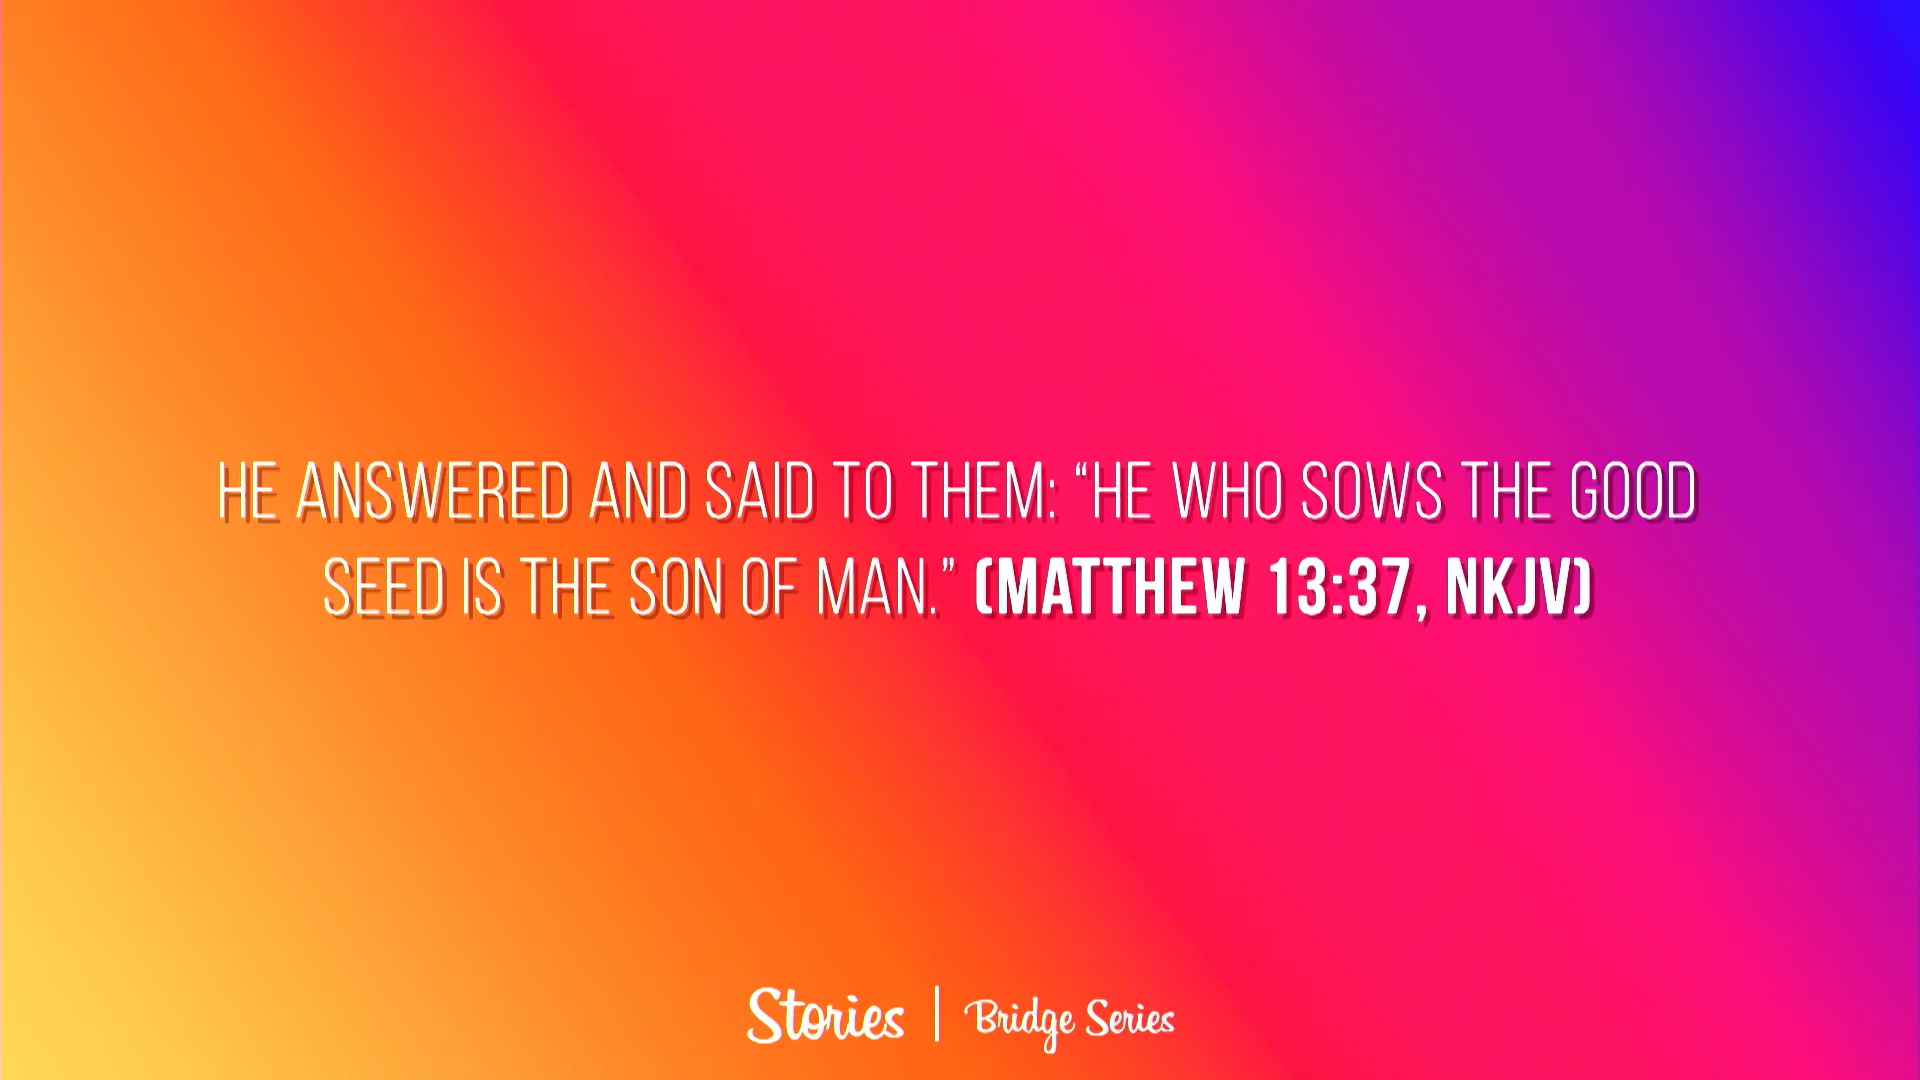 HE ANSWERED AND SAID TO THEM: “HE WHO SOWS THE GOOD
SEED IS THE SON OF MAN.” (MATTHEW 13:37, NKJV)
Stories | Bridge Series